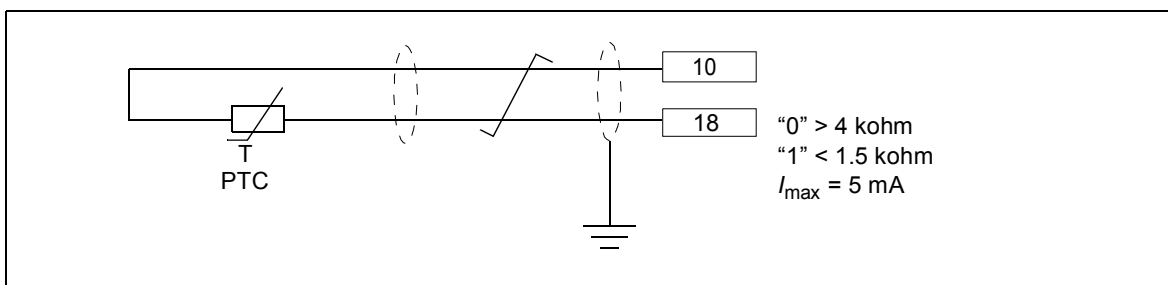 10
18
T
PTC
“0” > 4 kohm
“1” < 1.5 kohm
Imax = 5 mA